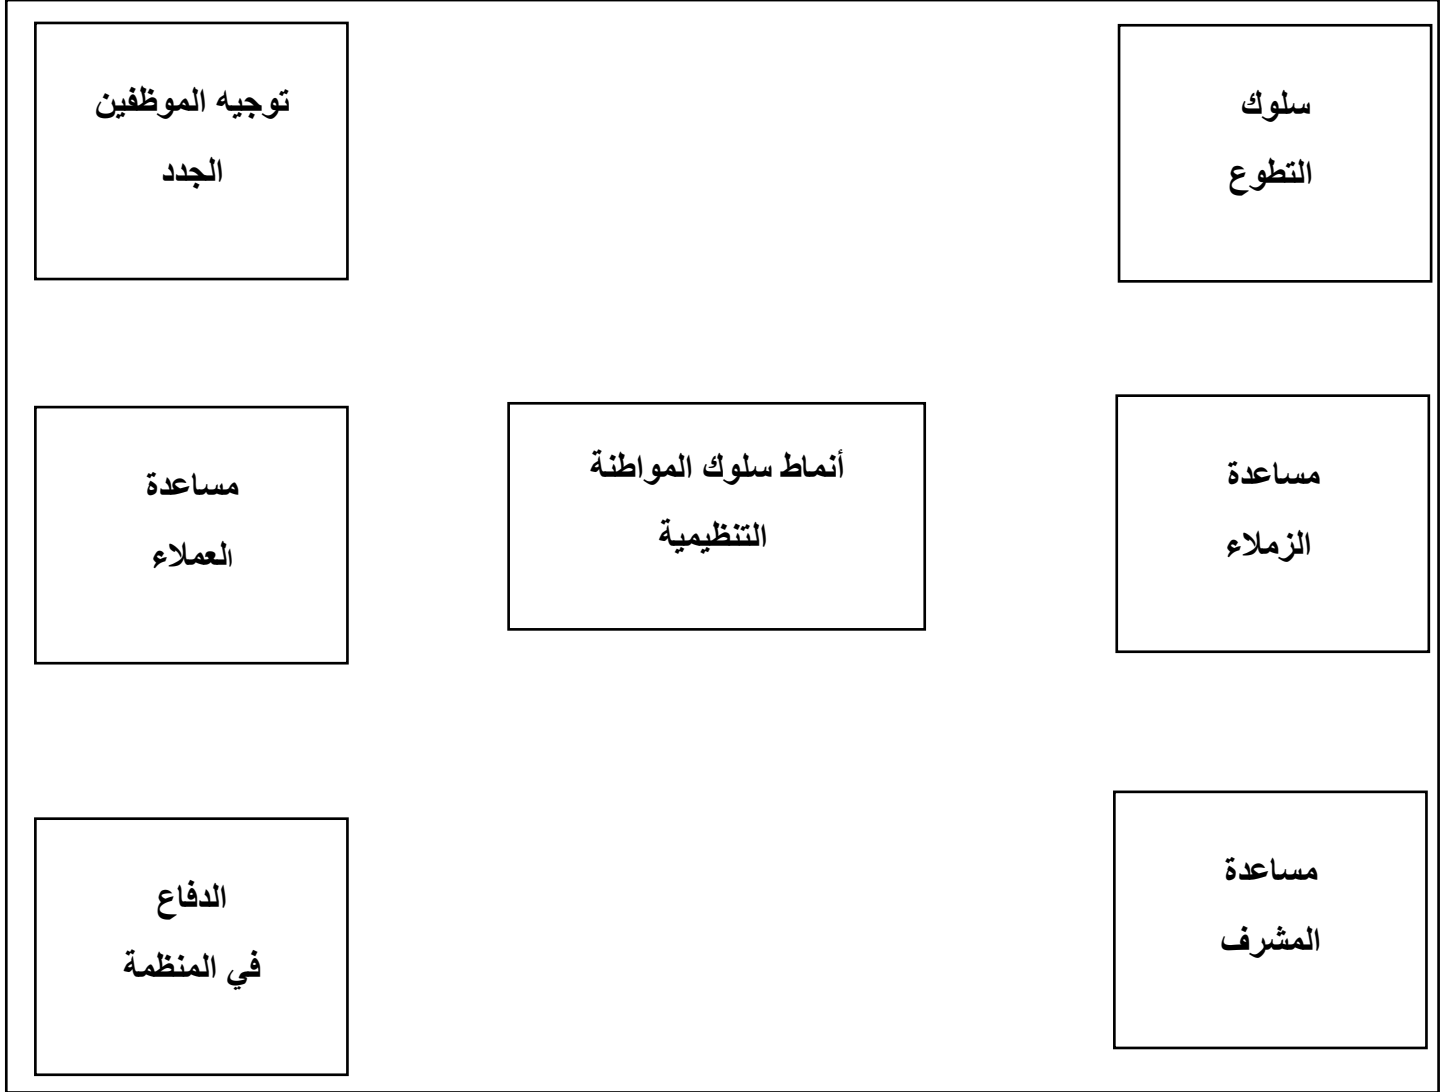 سلوك
التطوع
توجيه الموظفين
الجدد
مساعدة
الزملاء
أنماط سلوك المواطنة
التنظيمية
مساعدة
العملاء
مساعدة
المشرف
الدفاع
في المنظمة